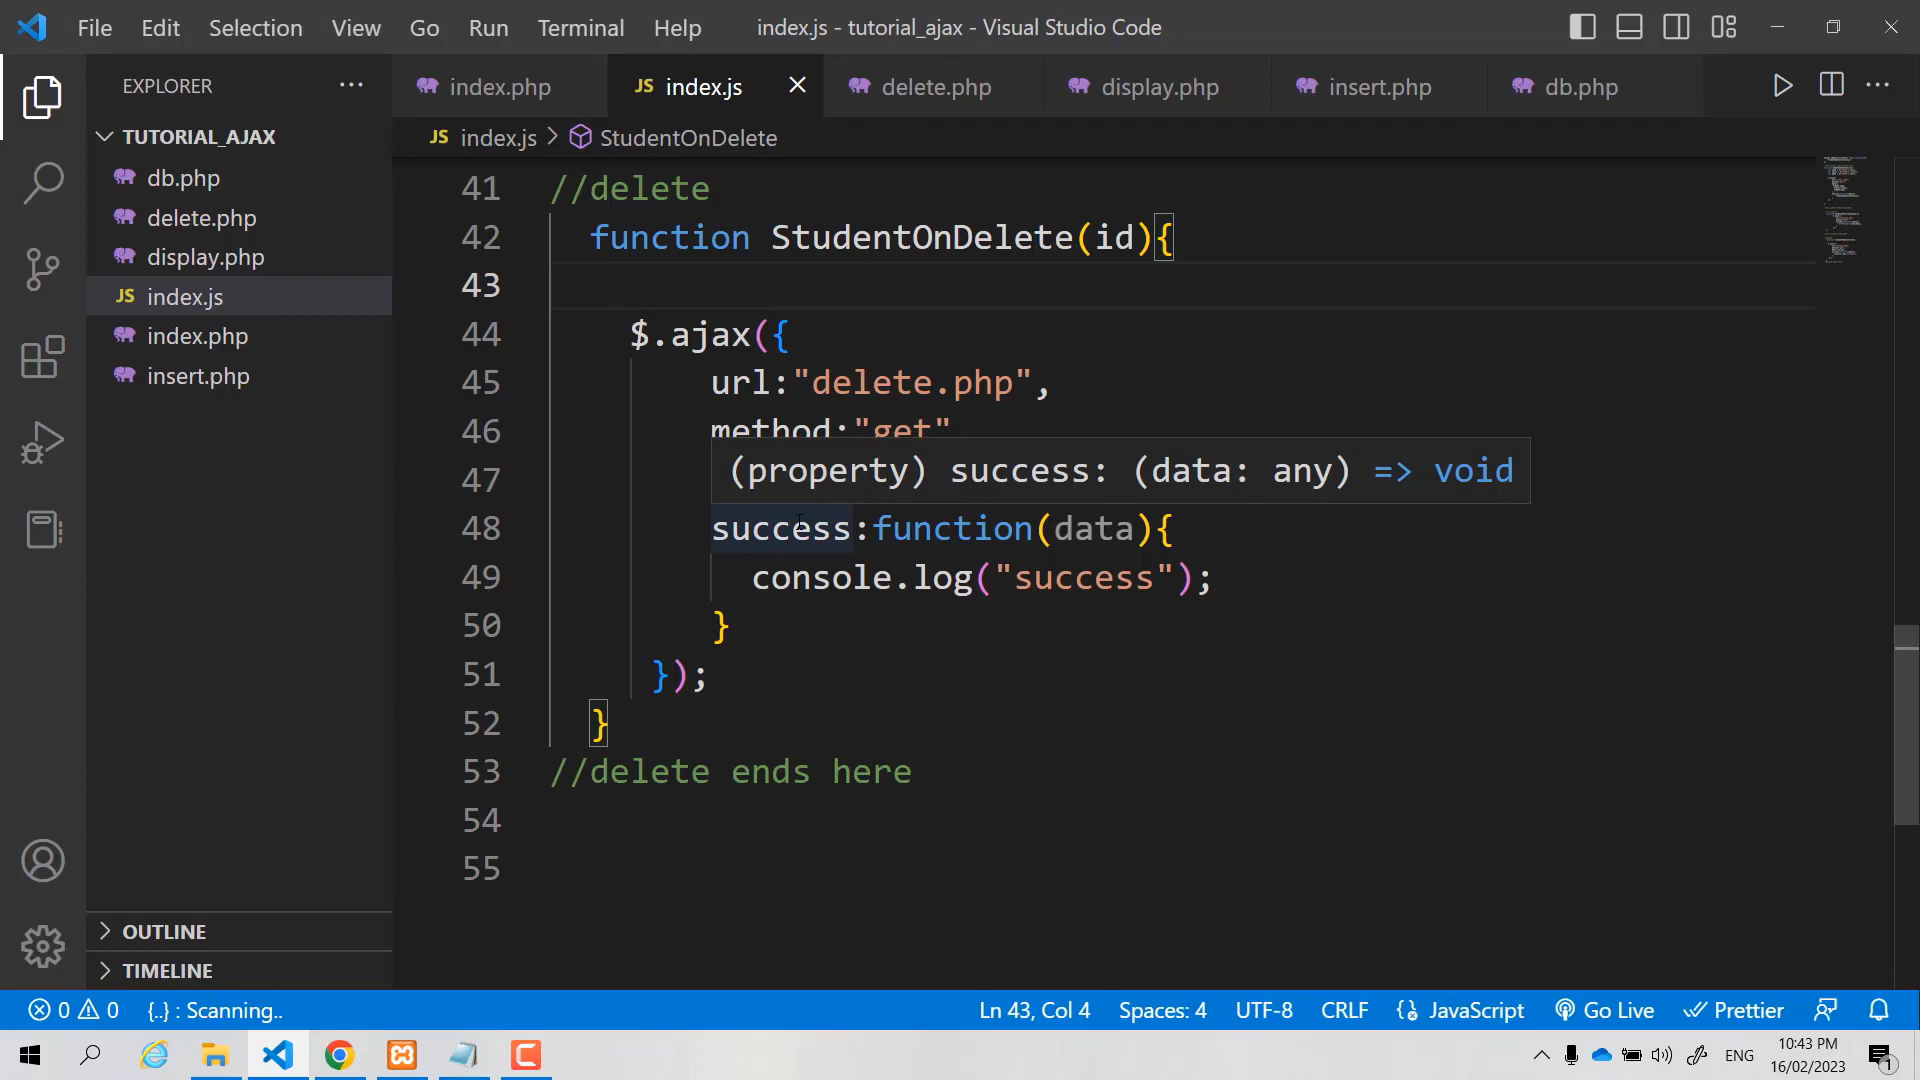 File Edit Selection View Go Run Terminal Help index.js - tutorial_ajax - Visual Studio Code
EXPLORER ...
index.php JS index.js delete.php display.php insert.php db.php ...
TUTORIAL_AJAX
JS index.js > StudentOnDelete
db.php
delete.php
display.php
JS index.js
index.php
insert.php
41 //delete
42 function StudentOnDelete(id){
43
44 $.ajax({
45 url:"delete.php",
46 method:"get"
47 (property) success: (data: any) => void
48 success:function(data){
49 console.log("success");
50 }
51 });
52 }
53 //delete ends here
54
55
OUTLINE
TIMELINE
0 0 {..} : Scanning.. Ln 43, Col 4 Spaces: 4 UTF-8 CRLF JavaScript Go Live Prettier
ENG
10:43 PM
16/02/2023
1